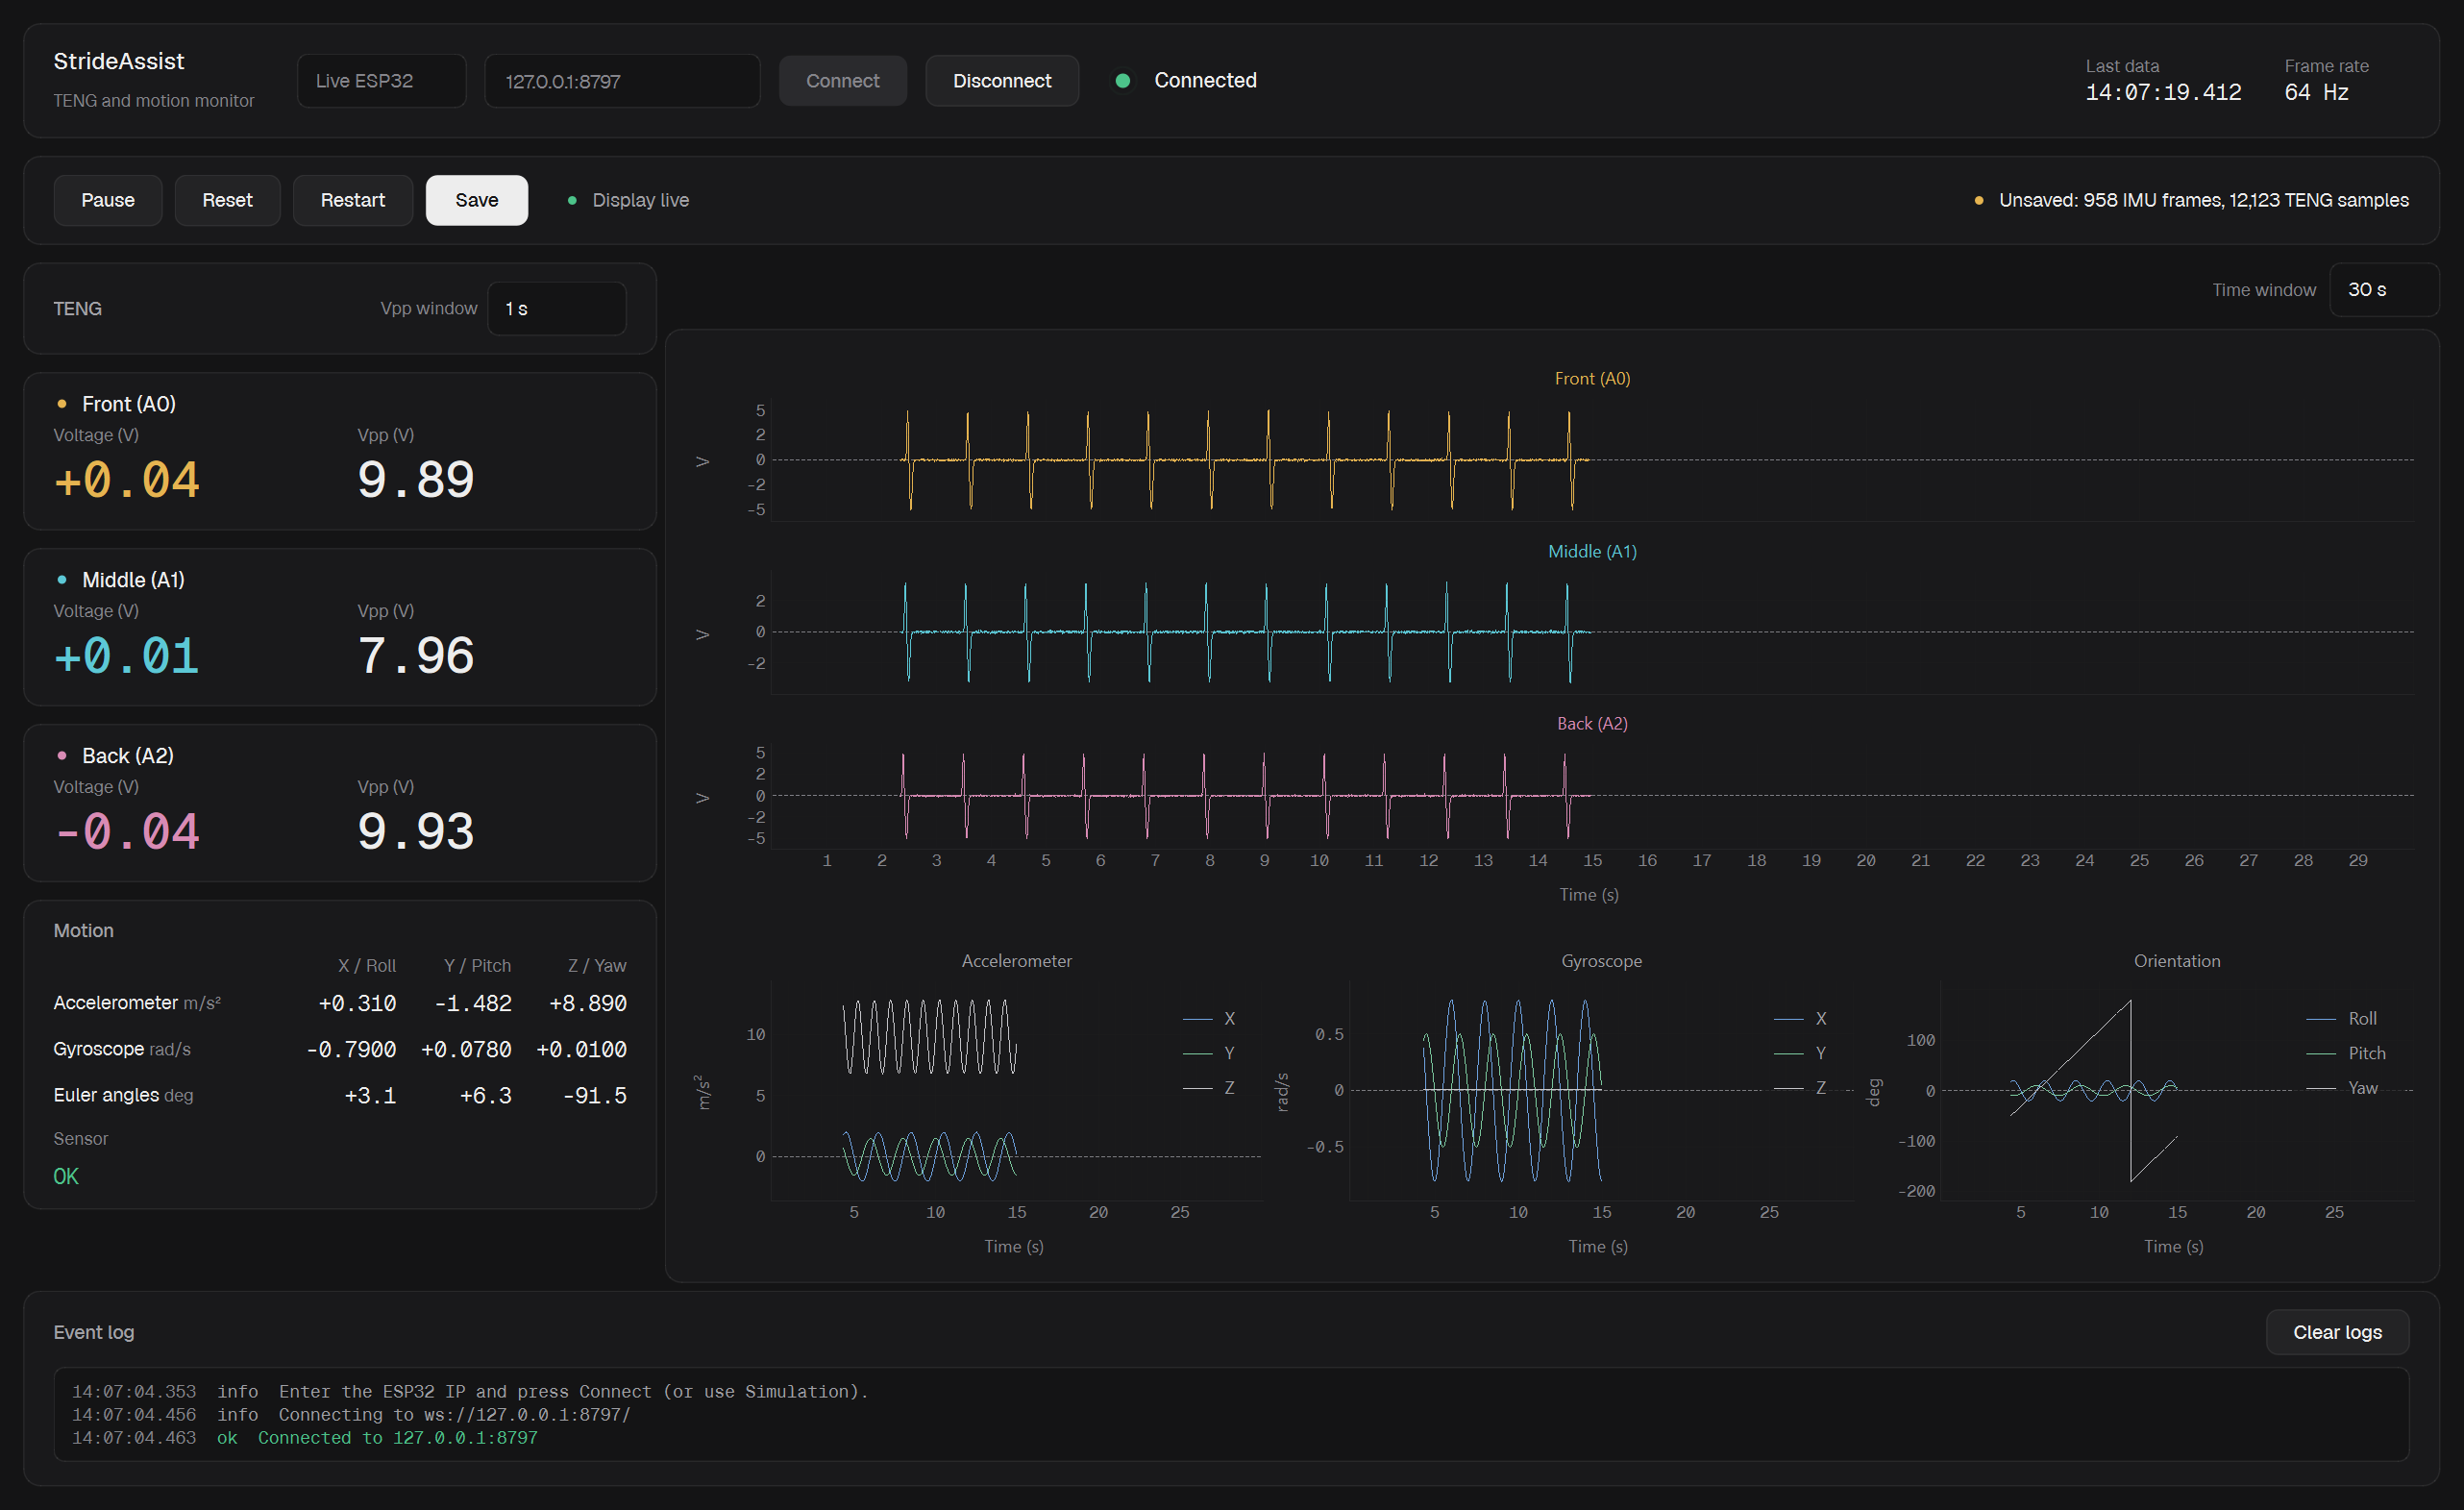 StrideAssist
TENG and motion monitor
Live ESP32
127.0.0.1:8797
Connect
Disconnect
Connected
Last data
14:07:19.412
Frame rate
64 Hz
Pause
Reset
Restart
Save
Display live
Unsaved: 958 IMU frames, 12,123 TENG samples
TENG
Vpp window
1 s
Time window
30 s
Front (A0)
Voltage (V)
Vpp (V)
+0.04
9.89
Middle (A1)
Voltage (V)
Vpp (V)
+0.01
7.96
Back (A2)
Voltage (V)
Vpp (V)
-0.04
9.93
Motion
X / Roll Y / Pitch Z / Yaw
Accelerometer m/s² +0.310 -1.482 +8.890
Gyroscope rad/s -0.7900 +0.0780 +0.0100
Euler angles deg +3.1 +6.3 -91.5
Sensor
OK
Front (A0)
V
5
2
0
-2
-5
Middle (A1)
V
2
0
-2
Back (A2)
V
5
2
0
-2
-5
1 2 3 4 5 6 7 8 9 10 11 12 13 14 15 16 17 18 19 20 21 22 23 24 25 26 27 28 29
Time (s)
Accelerometer
m/s²
10
5
0
X
Y
Z
5 10 15 20 25
Time (s)
Gyroscope
rad/s
0.5
0
-0.5
X
Y
Z
5 10 15 20 25
Time (s)
Orientation
deg
100
0
-100
-200
Roll
Pitch
Yaw
5 10 15 20 25
Time (s)
Event log
Clear logs
14:07:04.353 info Enter the ESP32 IP and press Connect (or use Simulation).
14:07:04.456 info Connecting to ws://127.0.0.1:8797/
14:07:04.463 ok Connected to 127.0.0.1:8797